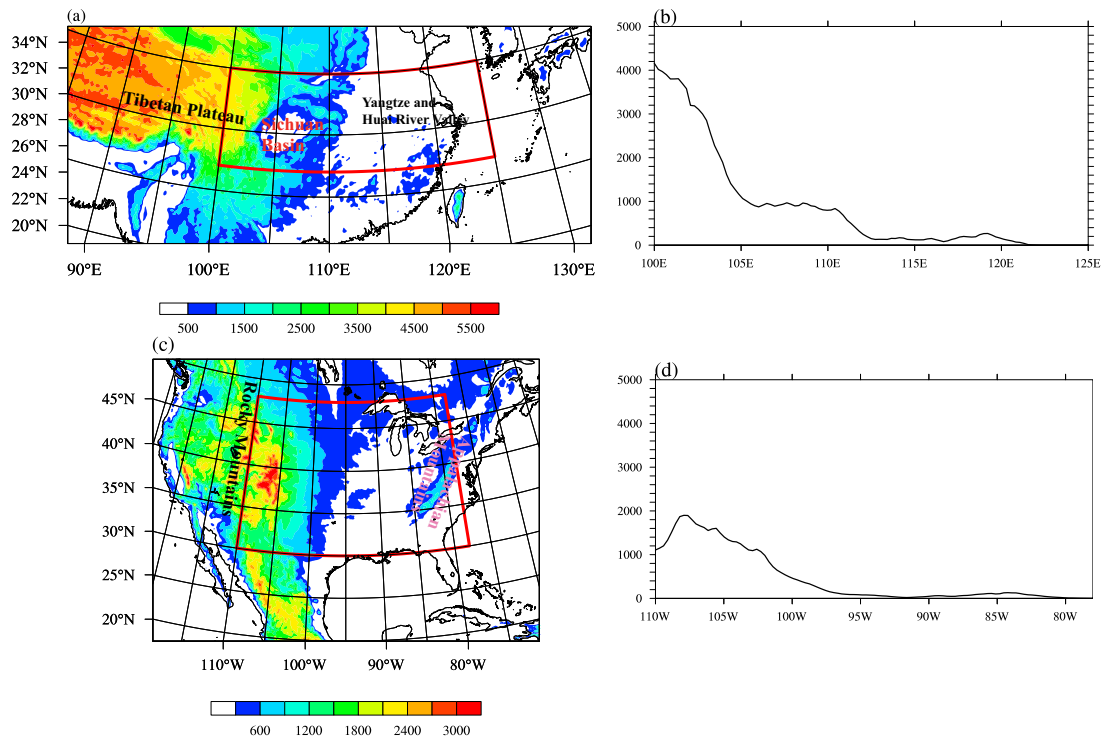 (a)
34°N
32°N
30°N
28°N
26°N
24°N
22°N
20°N
Tibetan Plateau
Sichuan
Basin
Yangtze and
Huai River Valley
90°E 100°E 110°E 120°E 130°E
500 1500 2500 3500 4500 5500
(b)
5000
4000
3000
2000
1000
0
100E 105E 110E 115E 120E 125E
(c)
45°N
40°N
35°N
30°N
25°N
20°N
Rocky Mountains
Appalachian
Mountains
110°W 100°W 90°W 80°W
600 1200 1800 2400 3000
(d)
5000
4000
3000
2000
1000
0
110W 105W 100W 95W 90W 85W 80W